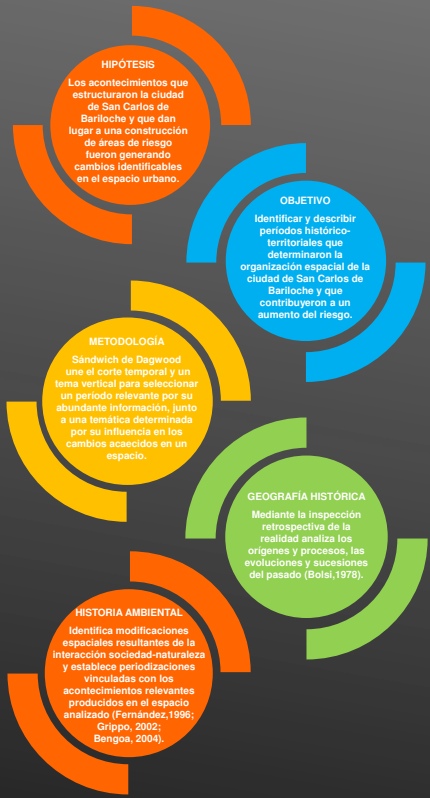 HIPÓTESIS
Los acontecimientos que
estructuraron la ciudad
de San Carlos de
Bariloche y que dan
lugar a una construcción
de áreas de riesgo
fueron generando
cambios identificables
en el espacio urbano.
OBJETIVO
Identificar y describir
períodos histórico-
territoriales que
determinaron la
organización espacial de la
ciudad de San Carlos de
Bariloche y que
contribuyeron a un
aumento del riesgo.
METODOLOGÍA
Sándwich de Dagwood
une el corte temporal y un
tema vertical para seleccionar
un período relevante por su
abundante información, junto
a una temática determinada
por su influencia en los
cambios acaecidos en un
espacio.
GEOGRAFÍA HISTÓRICA
Mediante la inspección
retrospectiva de la
realidad analiza los
orígenes y procesos, las
evoluciones y sucesiones
del pasado (Bolsi,1978).
HISTORIA AMBIENTAL
Identifica modificaciones
espaciales resultantes de la
interacción sociedad-naturaleza
y establece periodizaciones
vinculadas con los
acontecimientos relevantes
producidos en el espacio
analizado (Fernández,1996;
Grippo, 2002;
Bengoa, 2004).